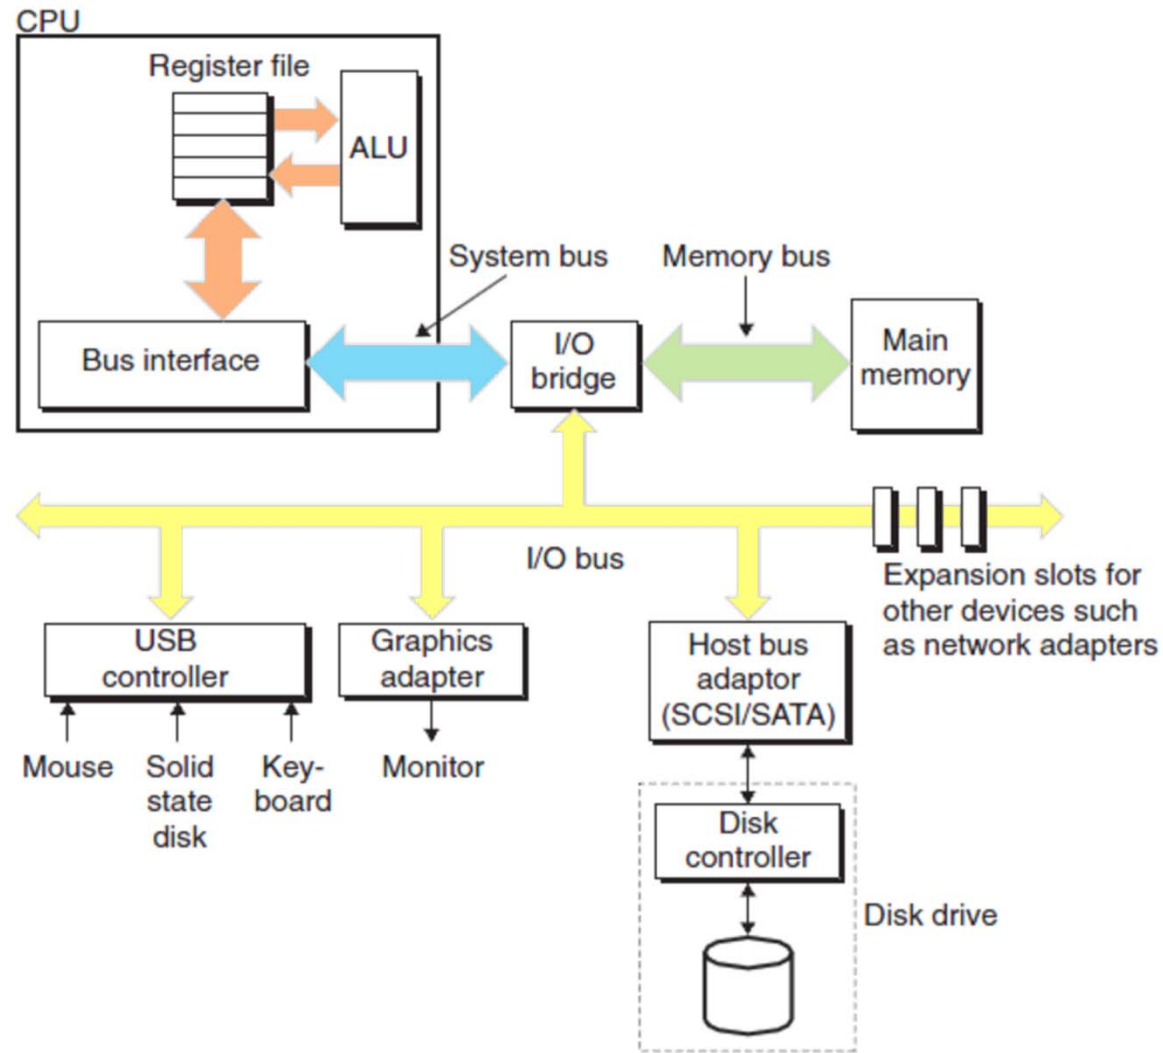 CPU
Register file
ALU
System bus
Memory bus
Bus interface
I/O
bridge
Main
memory
I/O bus
Expansion slots for
other devices such
as network adapters
USB
controller
Graphics
adapter
Host bus
adaptor
(SCSI/SATA)
Mouse
Solid
state
disk
Key-
board
Monitor
Disk
controller
Disk drive